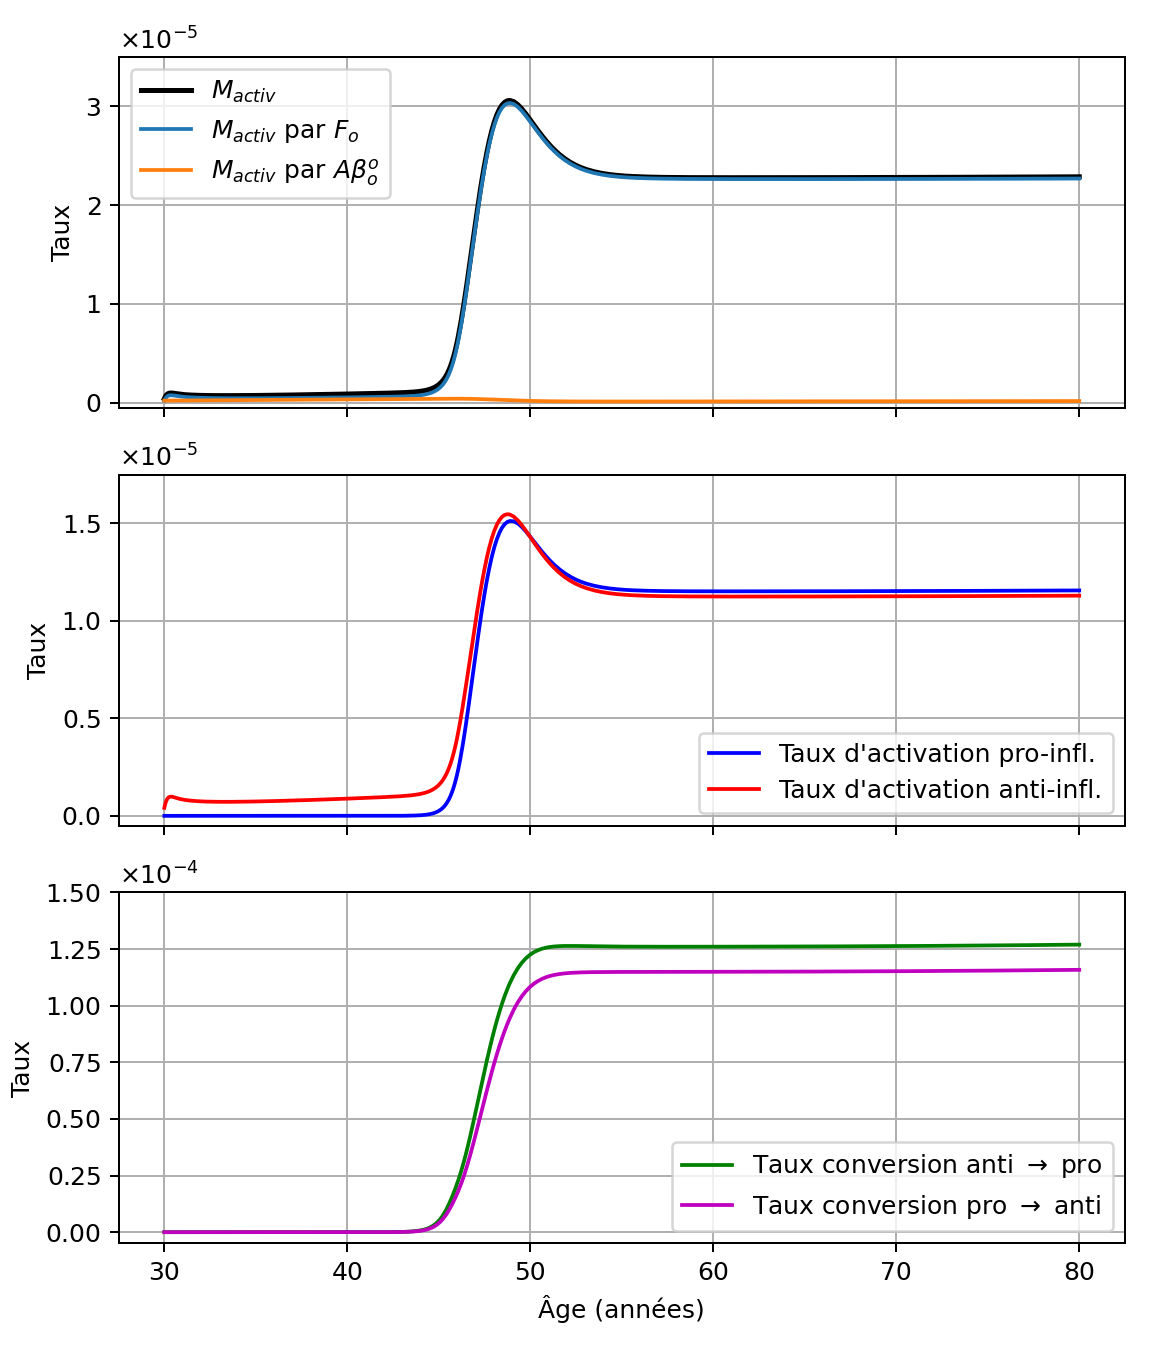 ×10⁻⁵
3
2
1
0
Taux
M_activ
M_activ par F_o
M_activ par Aβ_o^o
×10⁻⁵
1.5
1.0
0.5
0.0
Taux
Taux d'activation pro-infl.
Taux d'activation anti-infl.
×10⁻⁴
1.50
1.25
1.00
0.75
0.50
0.25
0.00
Taux
Taux conversion anti → pro
Taux conversion pro → anti
30 40 50 60 70 80
Âge (années)